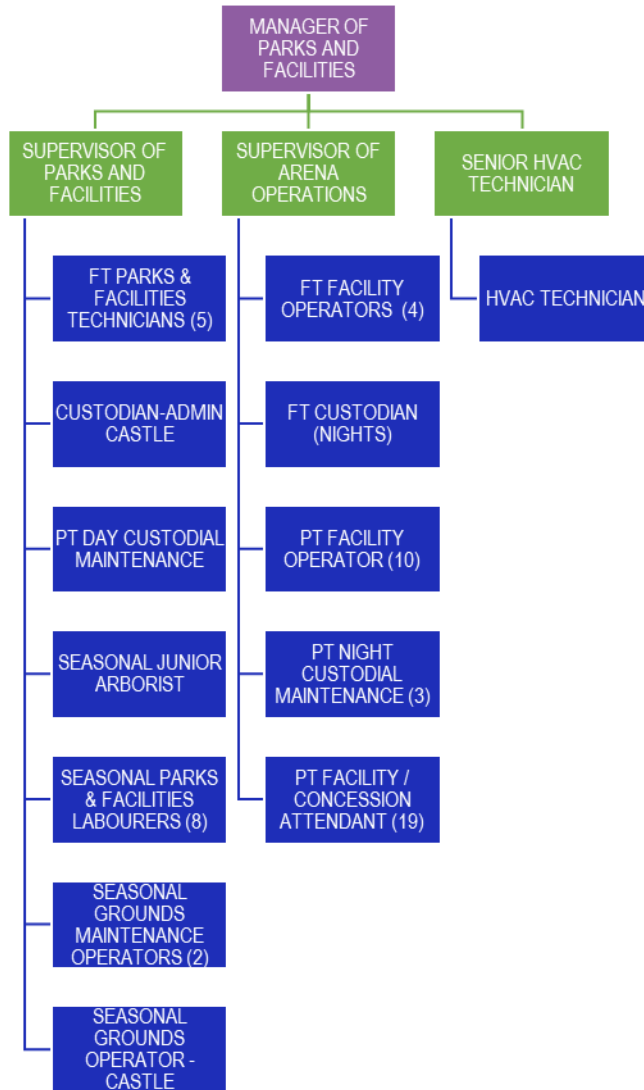 MANAGER OF
PARKS AND
FACILITIES
SUPERVISOR OF
PARKS AND
FACILITIES
SUPERVISOR OF
ARENA
OPERATIONS
SENIOR HVAC
TECHNICIAN
FT PARKS &
FACILITIES
TECHNICIANS (5)
CUSTODIAN-ADMIN
CASTLE
PT DAY CUSTODIAL
MAINTENANCE
SEASONAL JUNIOR
ARBORIST
SEASONAL PARKS
& FACILITIES
LABOURERS (8)
SEASONAL
GROUNDS
MAINTENANCE
OPERATORS (2)
SEASONAL
GROUNDS
OPERATOR -
CASTLE
FT FACILITY
OPERATORS (4)
FT CUSTODIAN
(NIGHTS)
PT FACILITY
OPERATOR (10)
PT NIGHT
CUSTODIAL
MAINTENANCE (3)
PT FACILITY /
CONCESSION
ATTENDANT (19)
HVAC TECHNICIAN